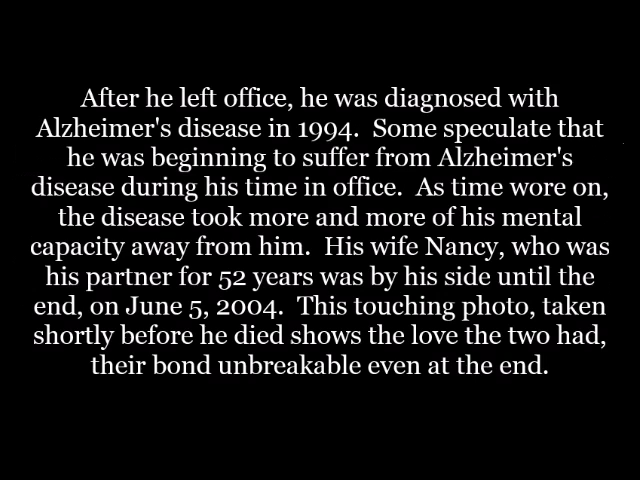 After he left office, he was diagnosed with
Alzheimer's disease in 1994.  Some speculate that
he was beginning to suffer from Alzheimer's
disease during his time in office.  As time wore on,
the disease took more and more of his mental
capacity away from him.  His wife Nancy, who was
his partner for 52 years was by his side until the
end, on June 5, 2004.  This touching photo, taken
shortly before he died shows the love the two had,
their bond unbreakable even at the end.